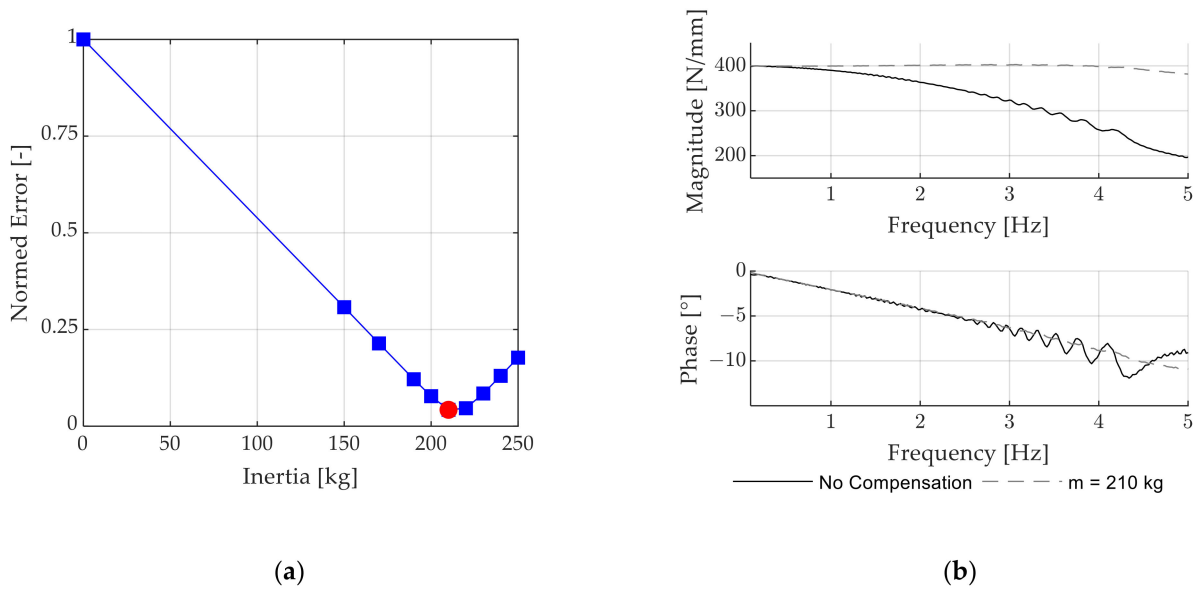 1
0.75
0.5
0.25
0
0 50 100 150 200 250
Normed Error [-]
Inertia [kg]
(a)
400
300
200
1 2 3 4 5
Magnitude [N/mm]
Frequency [Hz]
0
−5
−10
1 2 3 4 5
Phase [°]
Frequency [Hz]
No Compensation m = 210 kg
(b)